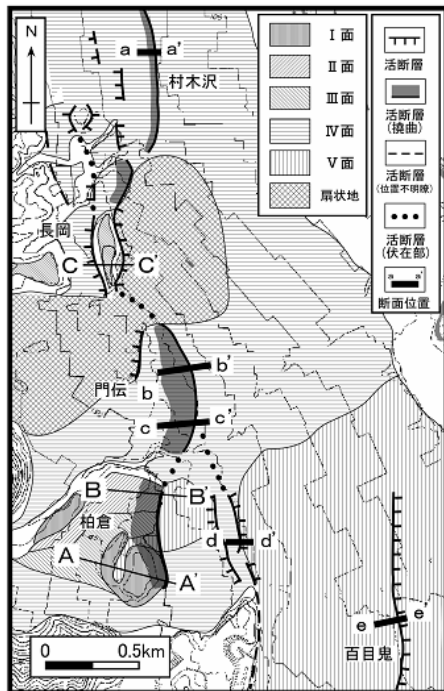 N
a
a'
村木沢
Ⅰ 面
Ⅱ 面
Ⅲ 面
Ⅳ 面
Ⅴ 面
扇状地
活断層
活断層
(撓曲)
活断層
(位置不明瞭)
活断層
(伏在部)
a
a'
断面位置
長岡
C
C'
b'
b
門伝
c'
c
B
B'
柏倉
d
d'
A
A'
e
e'
百目鬼
0
0.5km